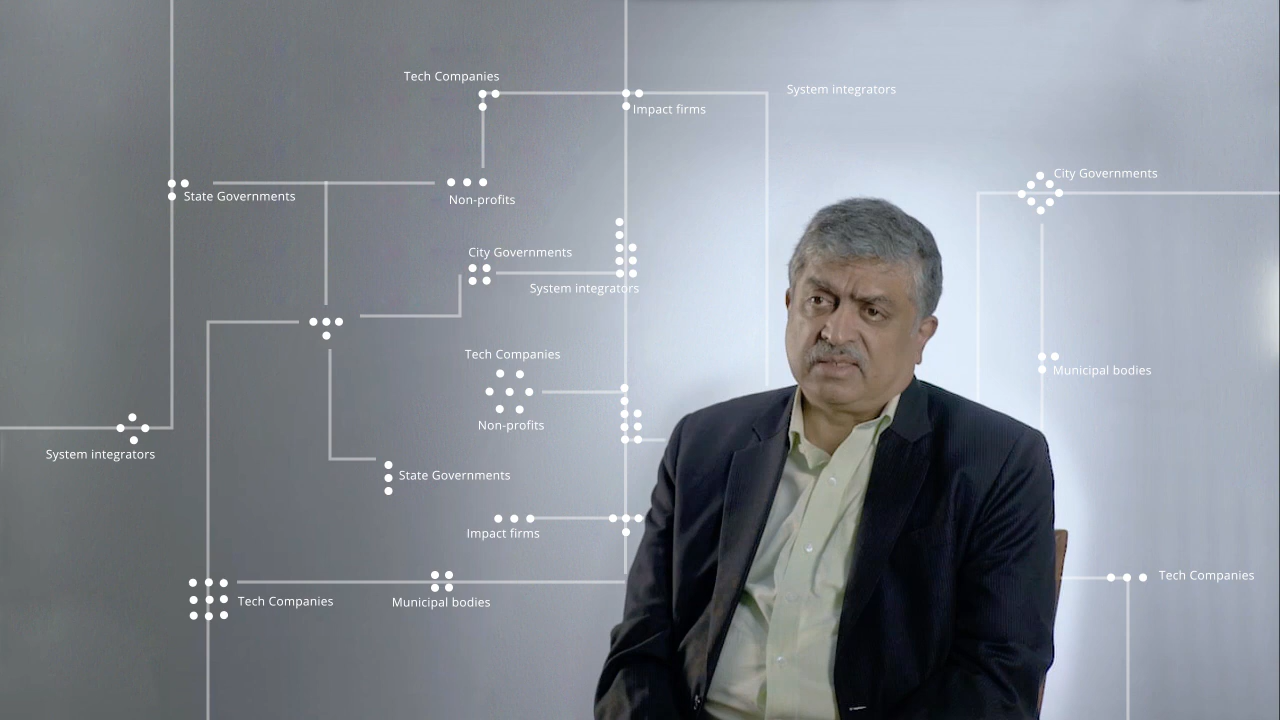 Tech Companies
System integrators
Impact firms
City Governments
State Governments
Non-profits
City Governments
System integrators
Tech Companies
Municipal bodies
Non-profits
System integrators
State Governments
Impact firms
Tech Companies
Tech Companies
Municipal bodies